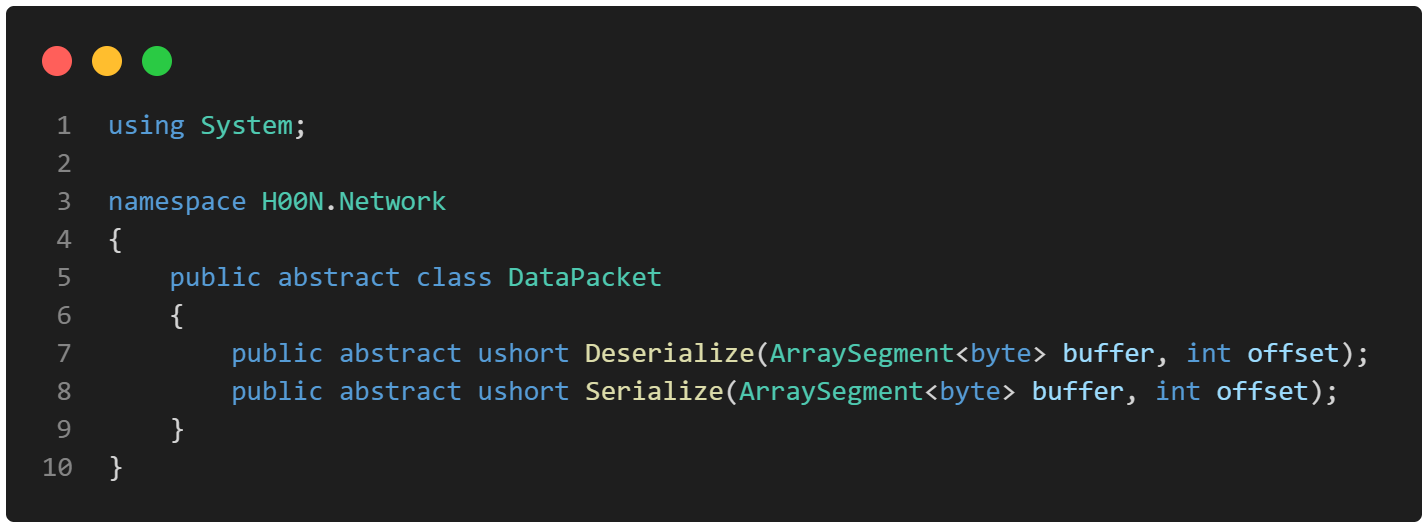 1 using System;
2
3 namespace H00N.Network
4 {
5     public abstract class DataPacket
6     {
7         public abstract ushort Deserialize(ArraySegment<byte> buffer, int offset);
8         public abstract ushort Serialize(ArraySegment<byte> buffer, int offset);
9     }
10 }